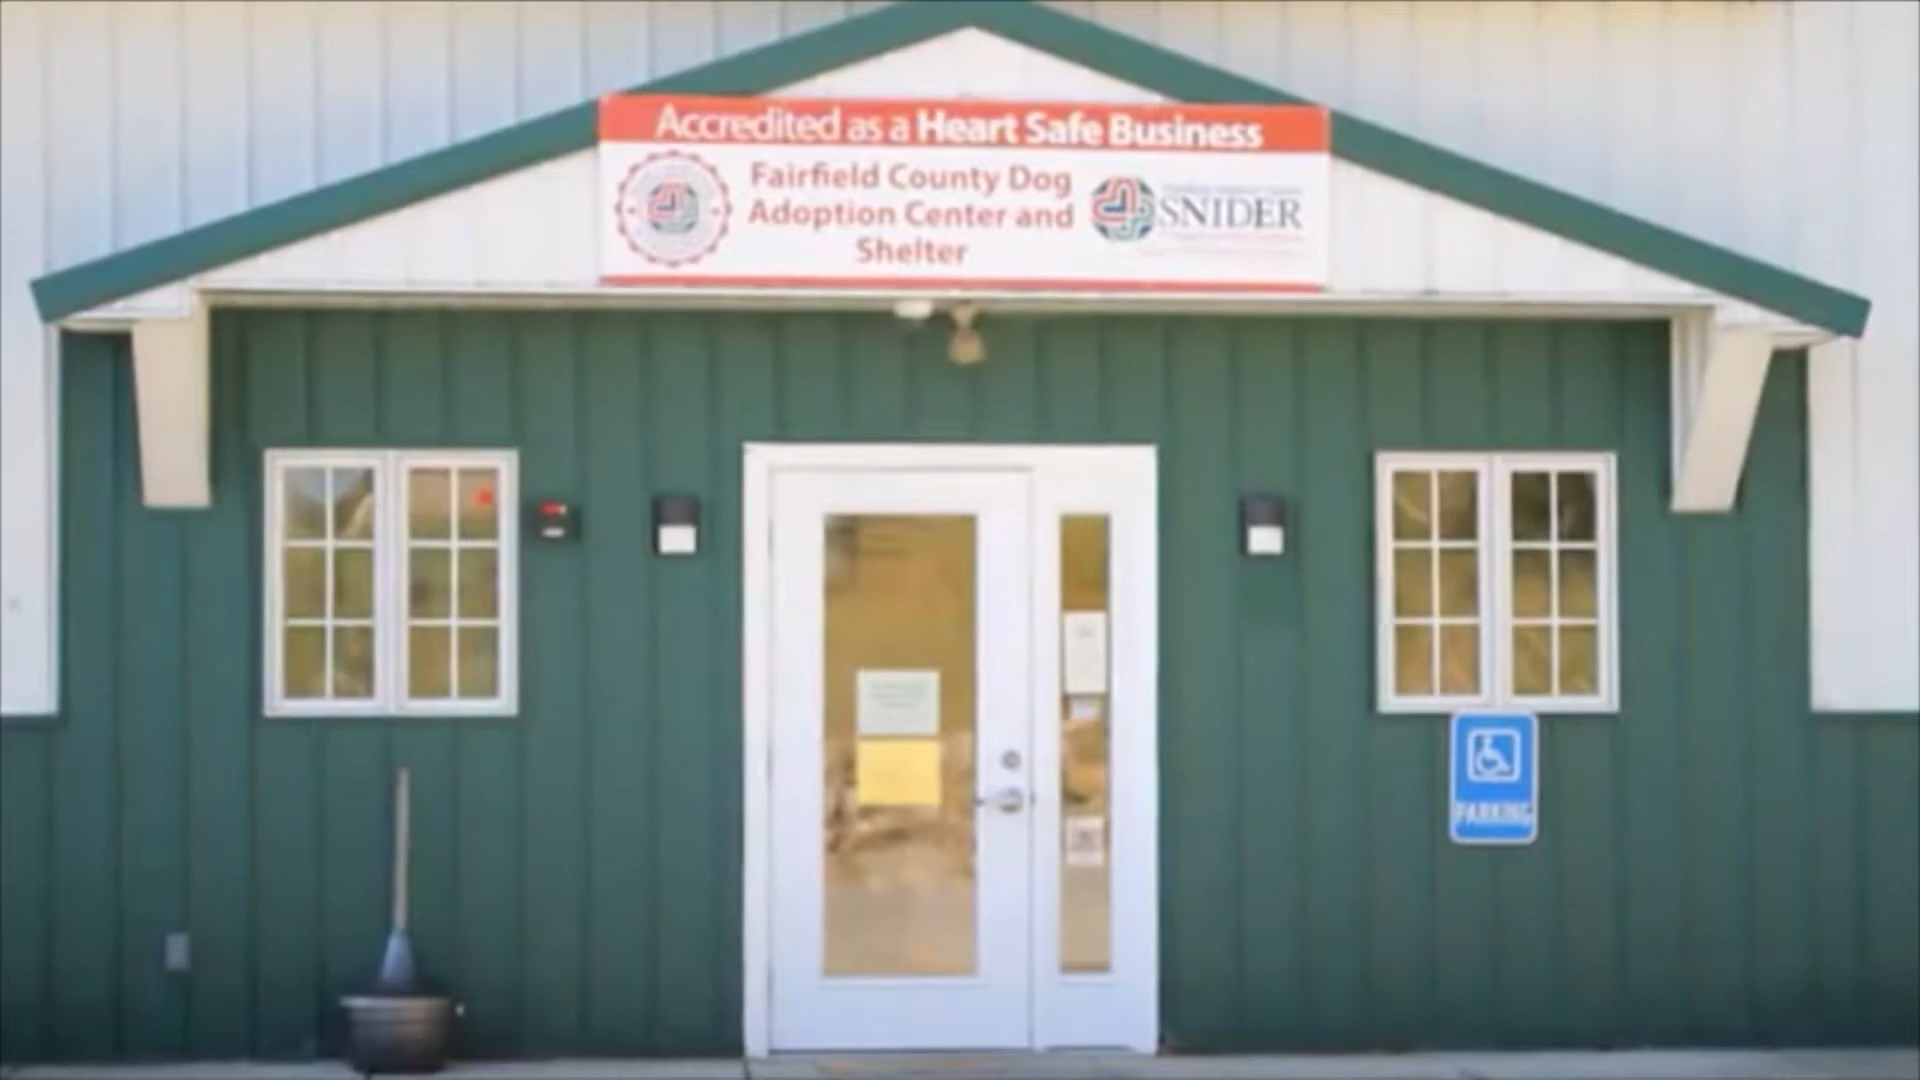 Accredited as a Heart Safe Business
Fairfield County Dog
Adoption Center and
Shelter
SNIDER
PARKING